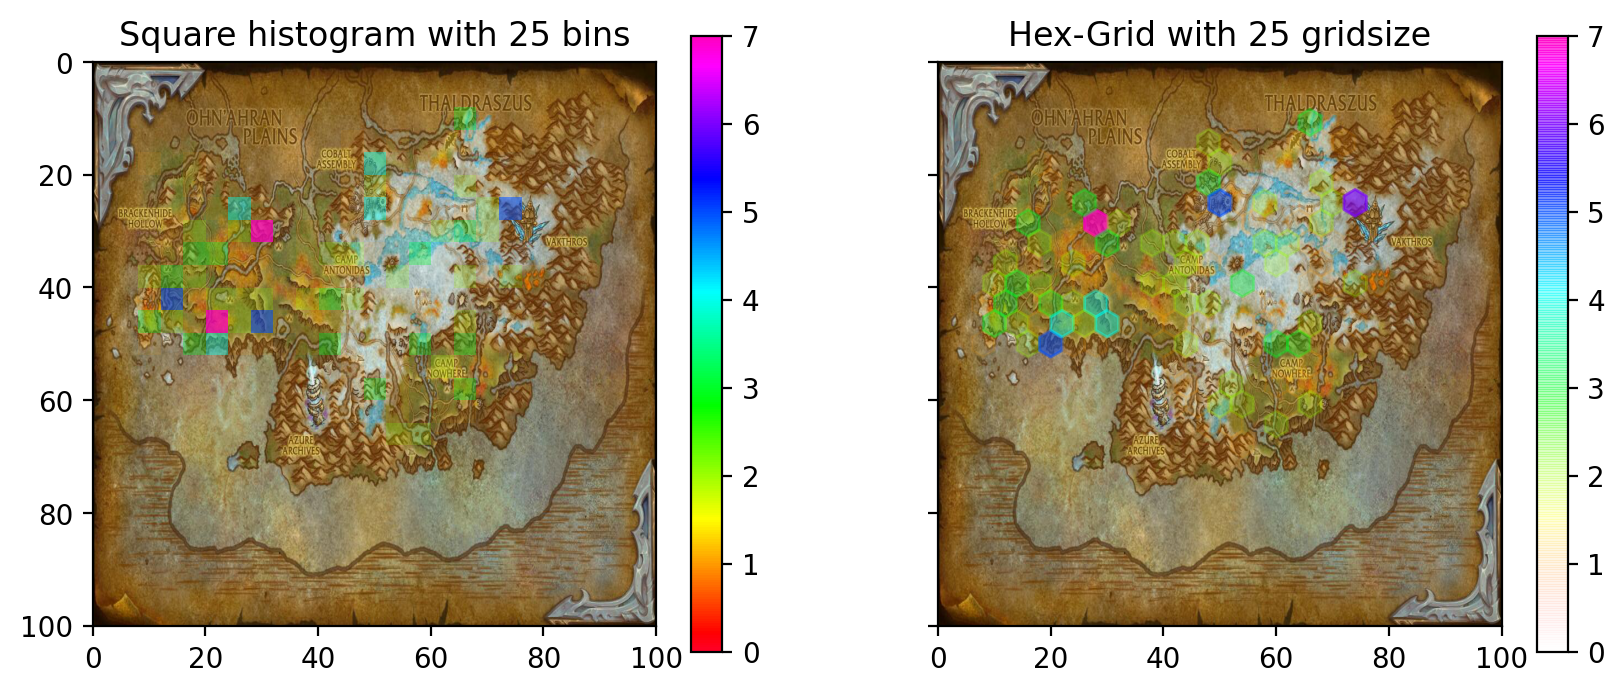 Square histogram with 25 bins
0
20
40
60
80
100
0
20
40
60
80
100
OHN'AHRAN
PLAINS
THALDRASZUS
COBALT
ASSEMBLY
BRACKENHIDE
HOLLOW
VAKTHROS
CAMP
ANTONIDAS
CAMP
NOWHERE
AZURE
ARCHIVES
7
6
5
4
3
2
1
0
Hex-Grid with 25 gridsize
0
20
40
60
80
100
OHN'AHRAN
PLAINS
THALDRASZUS
COBALT
ASSEMBLY
BRACKENHIDE
HOLLOW
VAKTHROS
CAMP
ANTONIDAS
CAMP
NOWHERE
AZURE
ARCHIVES
7
6
5
4
3
2
1
0